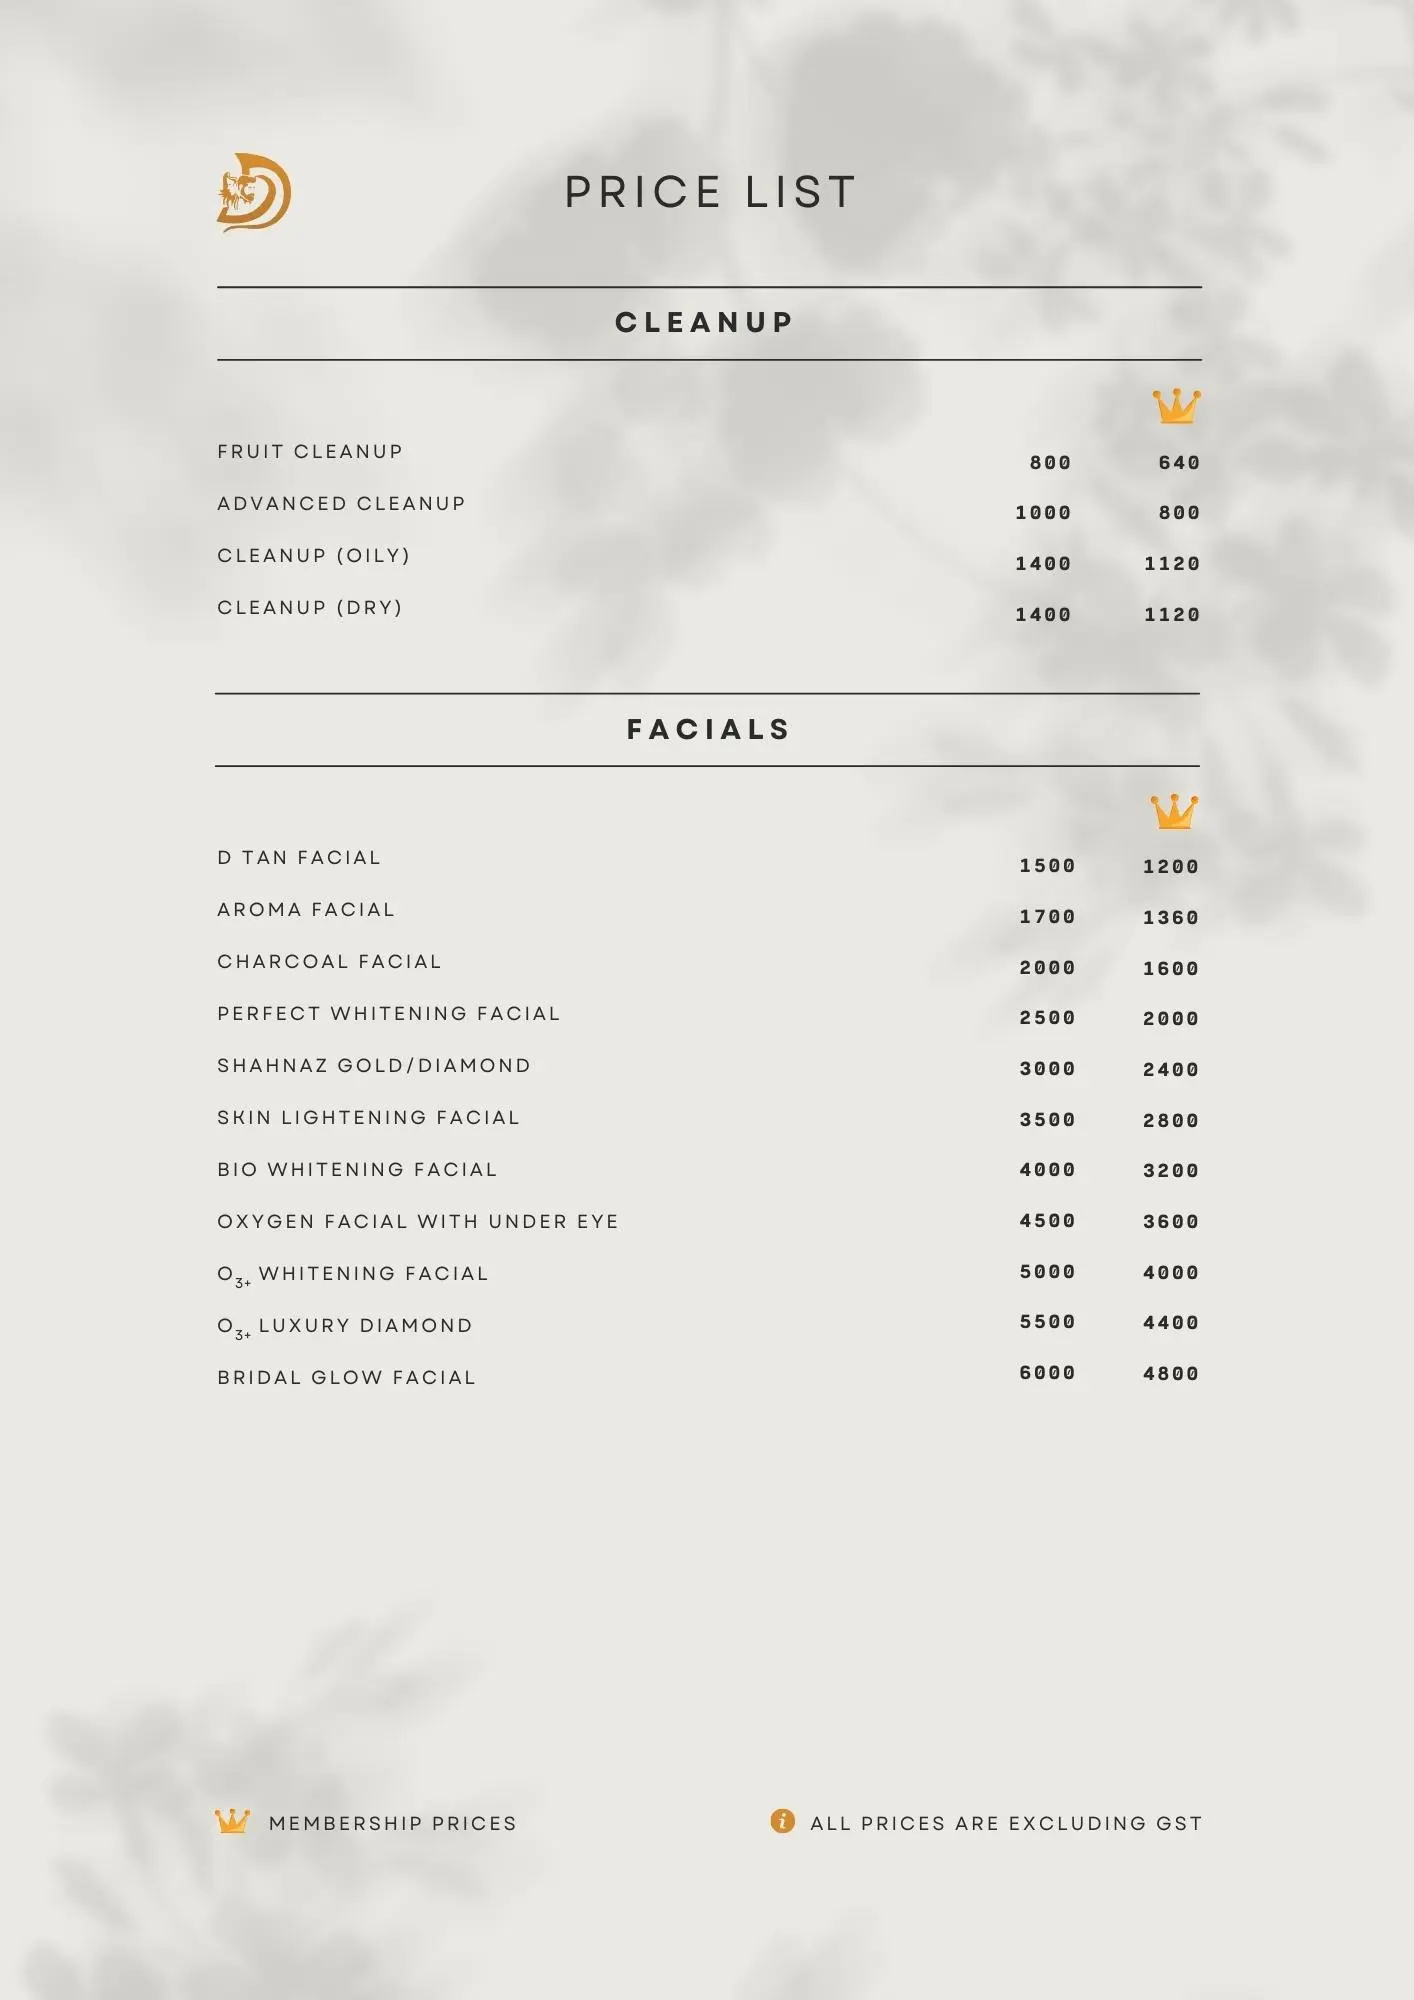 PRICE LIST
CLEANUP
FRUIT CLEANUP 800 640
ADVANCED CLEANUP 1000 800
CLEANUP (OILY) 1400 1120
CLEANUP (DRY) 1400 1120
FACIALS
D TAN FACIAL 1500 1200
AROMA FACIAL 1700 1360
CHARCOAL FACIAL 2000 1600
PERFECT WHITENING FACIAL 2500 2000
SHAHNAZ GOLD/DIAMOND 3000 2400
SKIN LIGHTENING FACIAL 3500 2800
BIO WHITENING FACIAL 4000 3200
OXYGEN FACIAL WITH UNDER EYE 4500 3600
O₃₊ WHITENING FACIAL 5000 4000
O₃₊ LUXURY DIAMOND 5500 4400
BRIDAL GLOW FACIAL 6000 4800
MEMBERSHIP PRICES
ALL PRICES ARE EXCLUDING GST